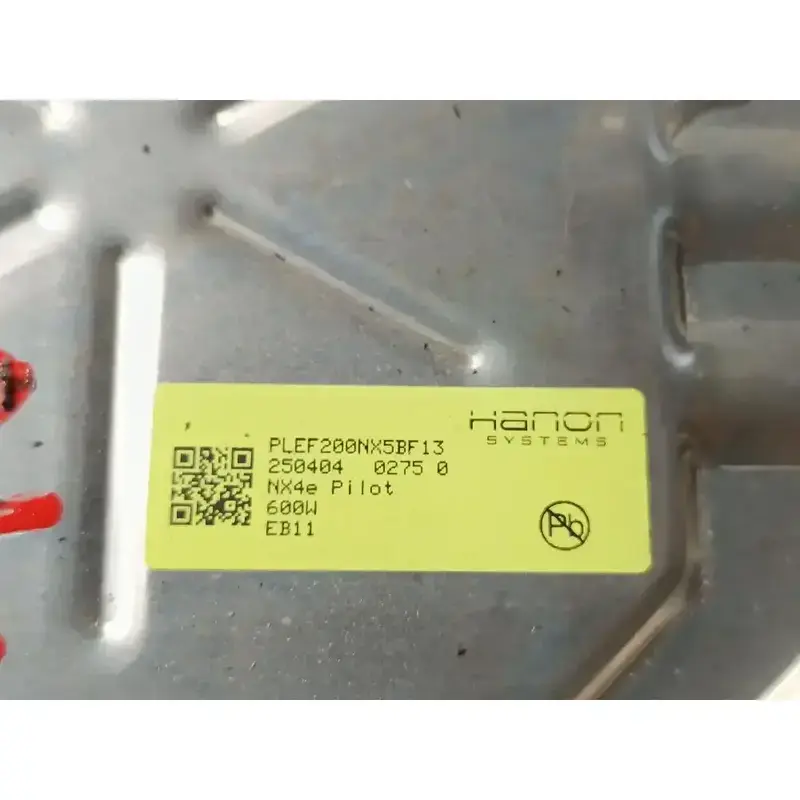 Hanon
SYSTEMS
PLEF200NX5BF13
250404 0275 0
NX4e Pilot
600W
EB11
Pb